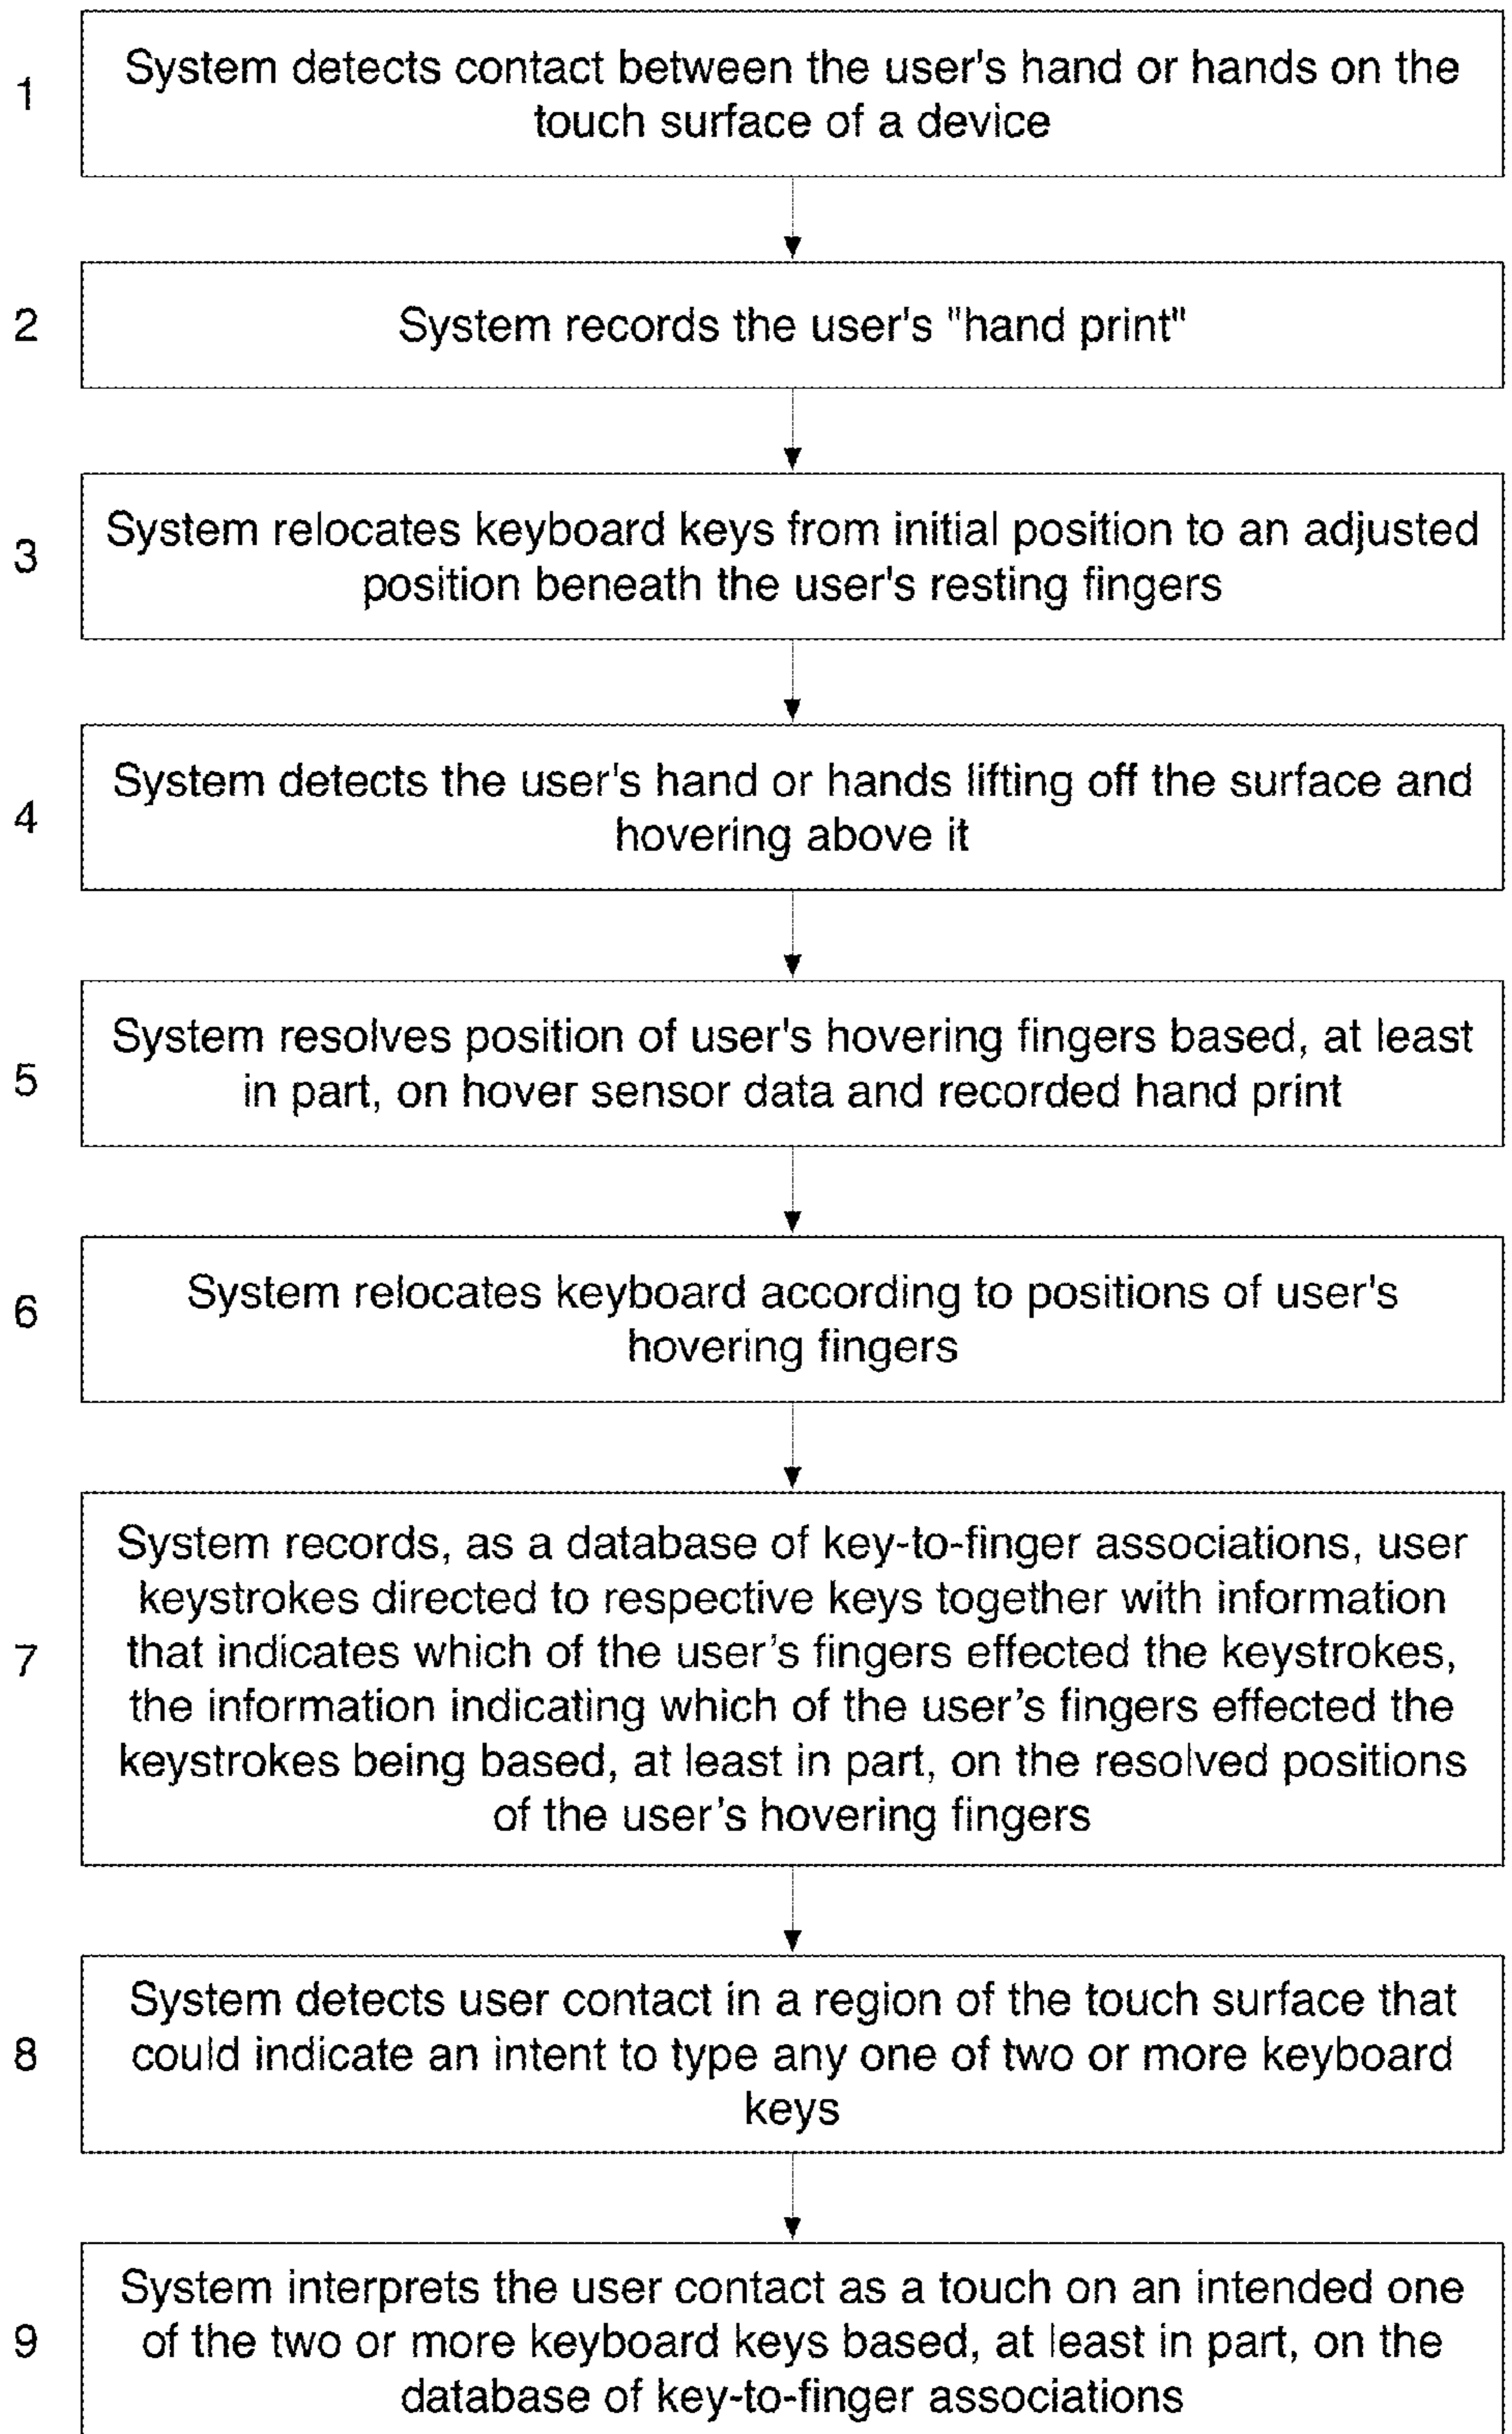 1
System detects contact between the user's hand or hands on the
touch surface of a device
2
System records the user's "hand print"
3
System relocates keyboard keys from initial position to an adjusted
position beneath the user's resting fingers
4
System detects the user's hand or hands lifting off the surface and
hovering above it
5
System resolves position of user's hovering fingers based, at least
in part, on hover sensor data and recorded hand print
6
System relocates keyboard according to positions of user's
hovering fingers
7
System records, as a database of key-to-finger associations, user
keystrokes directed to respective keys together with information
that indicates which of the user’s fingers effected the keystrokes,
the information indicating which of the user’s fingers effected the
keystrokes being based, at least in part, on the resolved positions
of the user’s hovering fingers
8
System detects user contact in a region of the touch surface that
could indicate an intent to type any one of two or more keyboard
keys
9
System interprets the user contact as a touch on an intended one
of the two or more keyboard keys based, at least in part, on the
database of key-to-finger associations